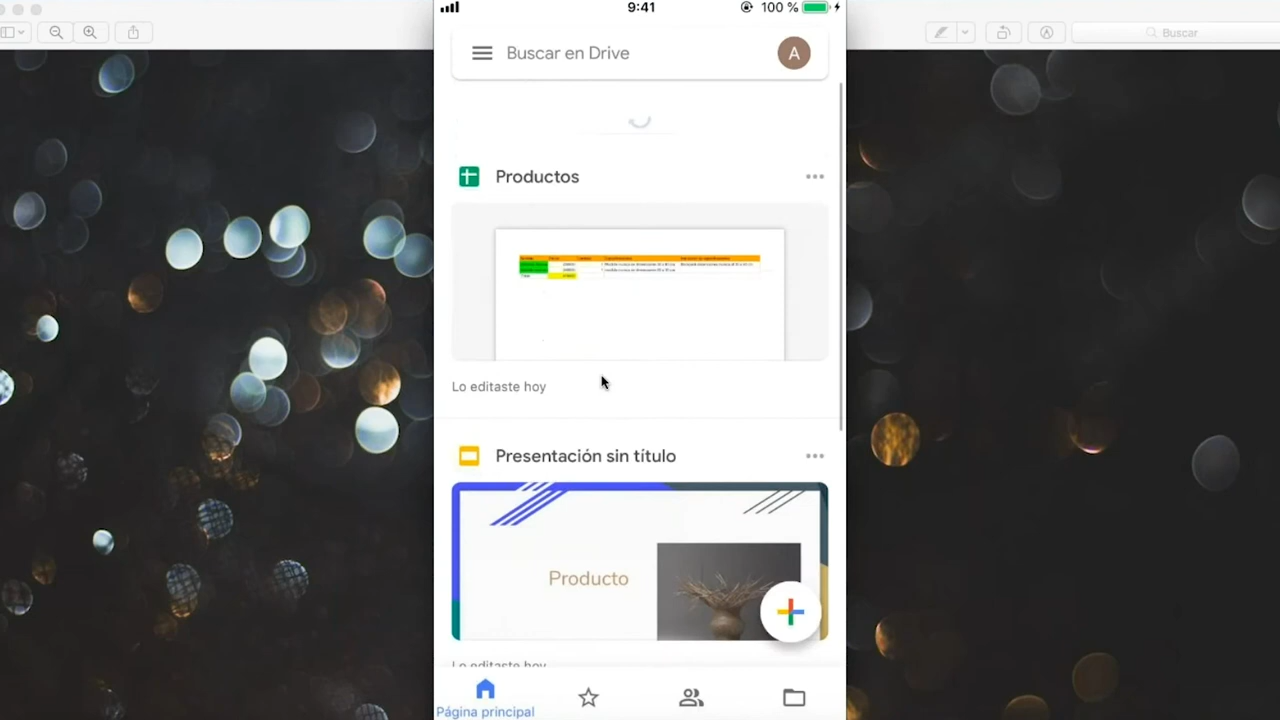 9:41
100 %
Buscar
Buscar en Drive
A
Productos
Lo editaste hoy
Presentación sin título
Producto
Lo editaste hoy
Página principal